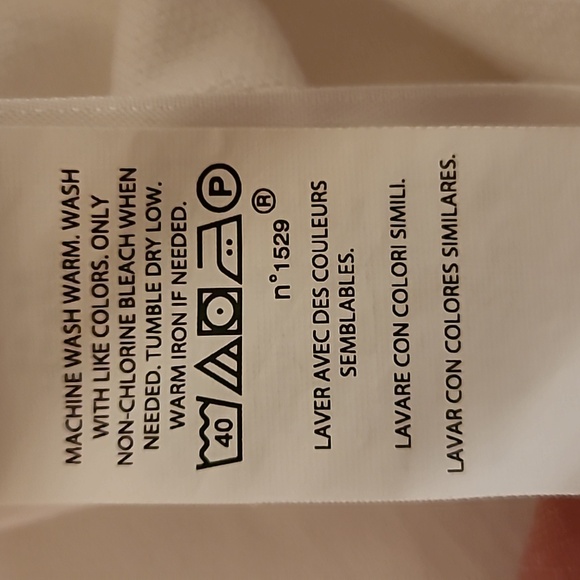 MACHINE WASH WARM. WASH
WITH LIKE COLORS. ONLY
NON-CHLORINE BLEACH WHEN
NEEDED. TUMBLE DRY LOW.
WARM IRON IF NEEDED.
40 P
®
n°1529
LAVER AVEC DES COULEURS
SEMBLABLES.
LAVARE CON COLORI SIMILI.
LAVAR CON COLORES SIMILARES.